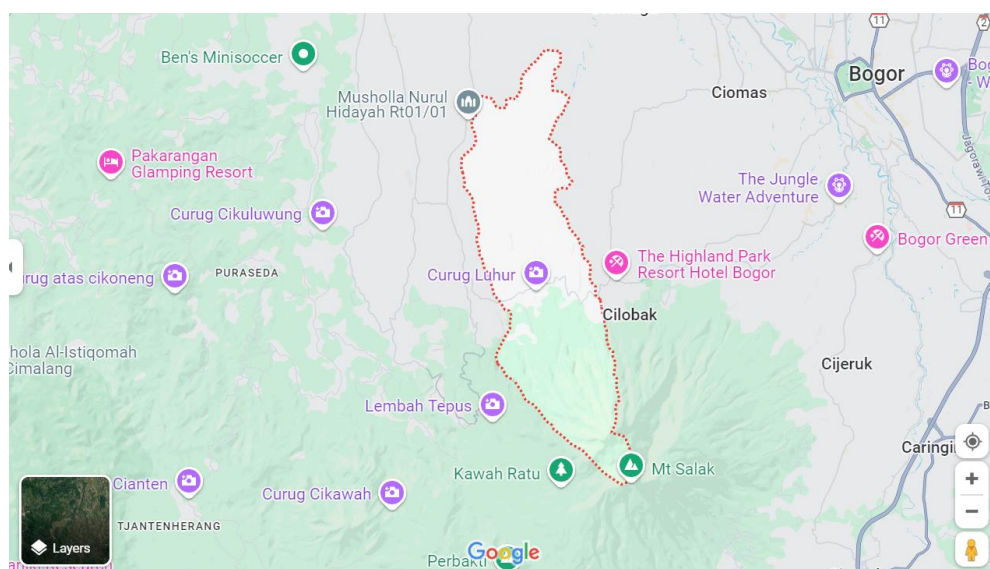 11
2
Ben's Minisoccer
Bogor
Ciomas
Musholla Nurul
Hidayah Rt01/01
Pakarangan
Glamping Resort
The Jungle
Water Adventure
Curug Cikuluwung
11
Bogor Green
The Highland Park
Resort Hotel Bogor
Curug Luhur
PURASEDA
urug atas cikoneng
Cilobak
hola Al-Istiqomah
Cimalang
Cijeruk
Lembah Tepus
Kawah Ratu
Mt Salak
Cianten
Curug Cikawah
TJANTENHERANG
Layers
Google
Perbakti